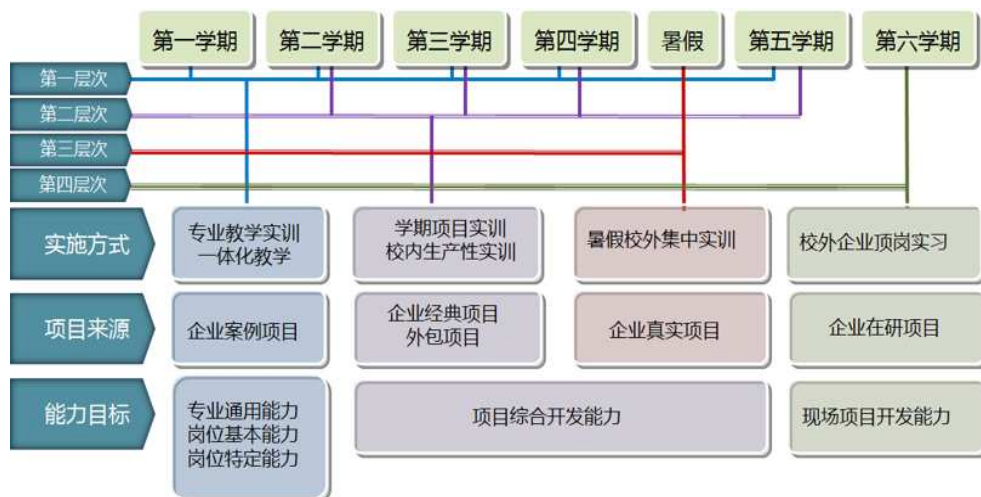 第一学期
第二学期
第三学期
第四学期
暑假
第五学期
第六学期
第一层次
第二层次
第三层次
第四层次
实施方式
专业教学实训
一体化教学
学期项目实训
校内生产性实训
暑假校外集中实训
校外企业顶岗实习
项目来源
企业案例项目
企业经典项目
外包项目
企业真实项目
企业在研项目
能力目标
专业通用能力
岗位基本能力
岗位特定能力
项目综合开发能力
现场项目开发能力